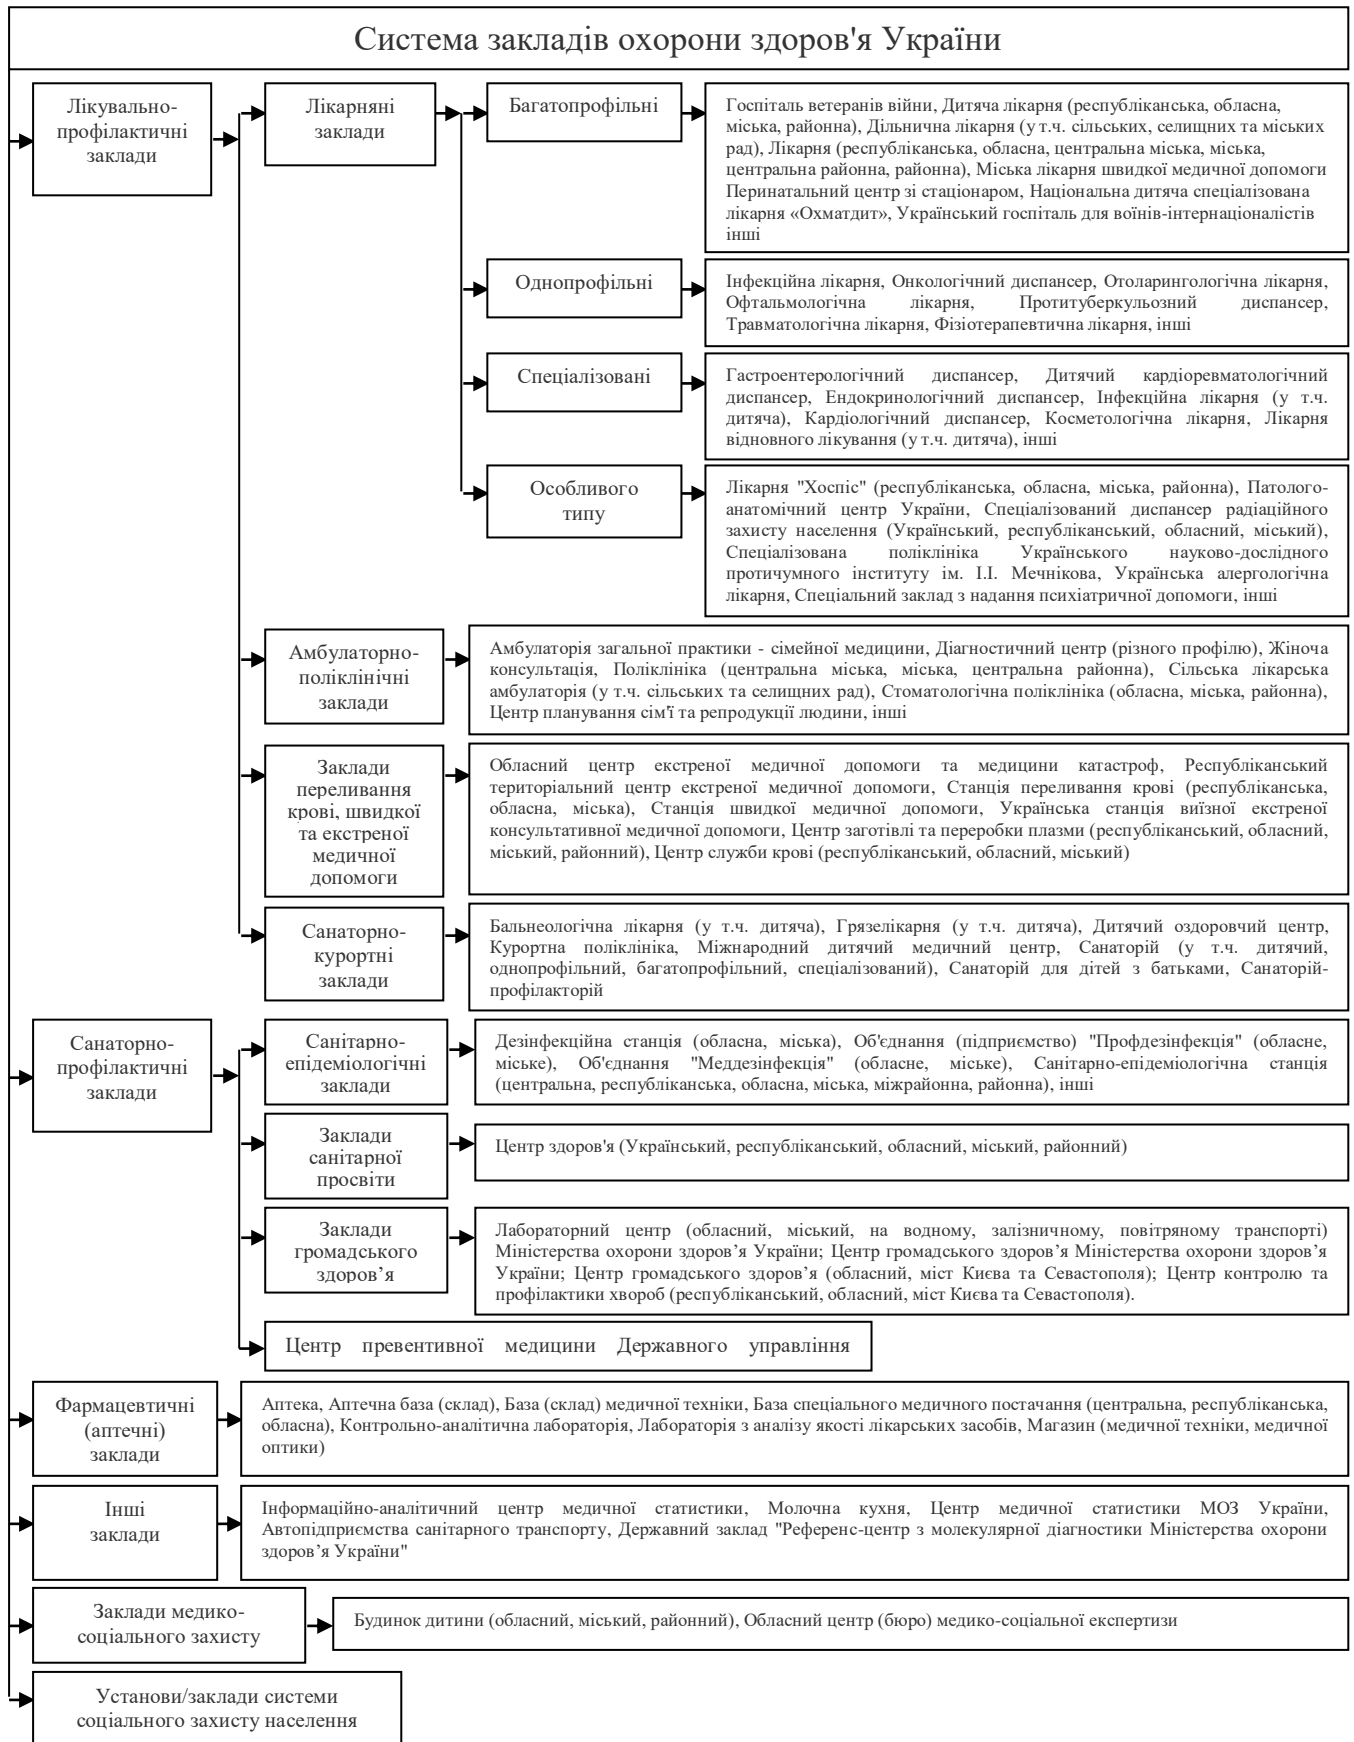 Система закладів охорони здоров'я України
Лікувально-
профілактичні
заклади
Лікарняні
заклади
Багатопрофільні
Госпіталь ветеранів війни, Дитяча лікарня (республіканська, обласна,
міська, районна), Дільнична лікарня (у т.ч. сільських, селищних та міських
рад), Лікарня (республіканська, обласна, центральна міська, міська,
центральна районна, районна), Міська лікарня швидкої медичної допомоги
Перинатальний центр зі стаціонаром, Національна дитяча спеціалізована
лікарня «Охматдит», Український госпіталь для воїнів-інтернаціоналістів
інші
Однопрофільні
Інфекційна лікарня, Онкологічний диспансер, Отоларингологічна лікарня,
Офтальмологічна лікарня, Протитуберкульозний диспансер,
Травматологічна лікарня, Фізіотерапевтична лікарня, інші
Спеціалізовані
Гастроентерологічний диспансер, Дитячий кардіоревматологічний
диспансер, Ендокринологічний диспансер, Інфекційна лікарня (у т.ч.
дитяча), Кардіологічний диспансер, Косметологічна лікарня, Лікарня
відновного лікування (у т.ч. дитяча), інші
Особливого
типу
Лікарня "Хоспіс" (республіканська, обласна, міська, районна), Патолого-
анатомічний центр України, Спеціалізований диспансер радіаційного
захисту населення (Український, республіканський, обласний, міський),
Спеціалізована поліклініка Українського науково-дослідного
протичумного інституту ім. І.І. Мечнікова, Українська алергологічна
лікарня, Спеціальний заклад з надання психіатричної допомоги, інші
Амбулаторно-
поліклінічні
заклади
Амбулаторія загальної практики - сімейної медицини, Діагностичний центр (різного профілю), Жіноча
консультація, Поліклініка (центральна міська, міська, центральна районна), Сільська лікарська
амбулаторія (у т.ч. сільських та селищних рад), Стоматологічна поліклініка (обласна, міська, районна),
Центр планування сім'ї та репродукції людини, інші
Заклади
переливання
крові, швидкої
та екстреної
медичної
допомоги
Обласний центр екстреної медичної допомоги та медицини катастроф, Республіканський
територіальний центр екстреної медичної допомоги, Станція переливання крові (республіканська,
обласна, міська), Станція швидкої медичної допомоги, Українська станція виїзної екстреної
консультативної медичної допомоги, Центр заготівлі та переробки плазми (республіканський, обласний,
міський, районний), Центр служби крові (республіканський, обласний, міський)
Санаторно-
курортні
заклади
Бальнеологічна лікарня (у т.ч. дитяча), Грязелікарня (у т.ч. дитяча), Дитячий оздоровчий центр,
Курортна поліклініка, Міжнародний дитячий медичний центр, Санаторій (у т.ч. дитячий,
однопрофільний, багатопрофільний, спеціалізований), Санаторій для дітей з батьками, Санаторій-
профілакторій
Санаторно-
профілактичні
заклади
Санітарно-
епідеміологічні
заклади
Дезінфекційна станція (обласна, міська), Об'єднання (підприємство) "Профдезінфекція" (обласне,
міське), Об'єднання "Меддезінфекція" (обласне, міське), Санітарно-епідеміологічна станція
(центральна, республіканська, обласна, міська, міжрайонна, районна), інші
Заклади
санітарної
просвіти
Центр здоров'я (Український, республіканський, обласний, міський, районний)
Заклади
громадського
здоров’я
Лабораторний центр (обласний, міський, на водному, залізничному, повітряному транспорті)
Міністерства охорони здоров’я України; Центр громадського здоров’я Міністерства охорони здоров’я
України; Центр громадського здоров’я (обласний, міст Києва та Севастополя); Центр контролю та
профілактики хвороб (республіканський, обласний, міст Києва та Севастополя).
Центр превентивної медицини Державного управління
Фармацевтичні
(аптечні)
заклади
Аптека, Аптечна база (склад), База (склад) медичної техніки, База спеціального медичного постачання (центральна, республіканська,
обласна), Контрольно-аналітична лабораторія, Лабораторія з аналізу якості лікарських засобів, Магазин (медичної техніки, медичної
оптики)
Інші
заклади
Інформаційно-аналітичний центр медичної статистики, Молочна кухня, Центр медичної статистики МОЗ України,
Автопідприємства санітарного транспорту, Державний заклад "Референс-центр з молекулярної діагностики Міністерства охорони
здоров’я України"
Заклади медико-
соціального захисту
Будинок дитини (обласний, міський, районний), Обласний центр (бюро) медико-соціальної експертизи
Установи/заклади системи
соціального захисту населення